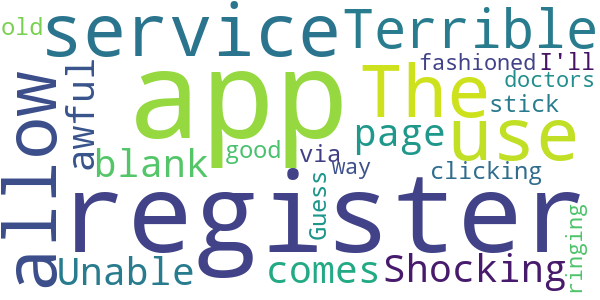 old
service
Terrible
fashioned
I'll
doctors
app
The
stick
allow
awful
use
page
blank
good
via
way
clicking
Guess
register
ringing
Unable
comes
Shocking